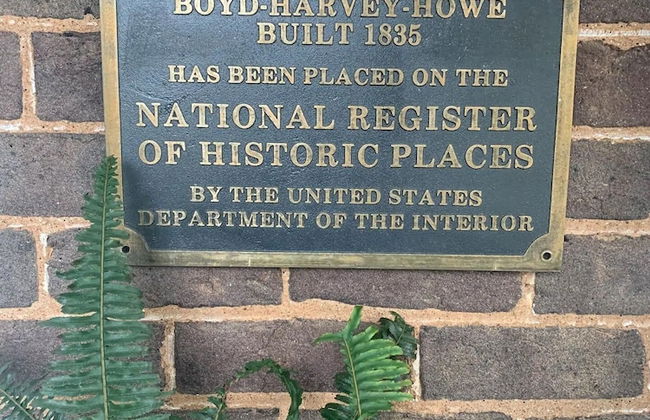 BOYD-HARVEY-HOWE
BUILT 1835
HAS BEEN PLACED ON THE
NATIONAL REGISTER
OF HISTORIC PLACES
BY THE UNITED STATES
DEPARTMENT OF THE INTERIOR